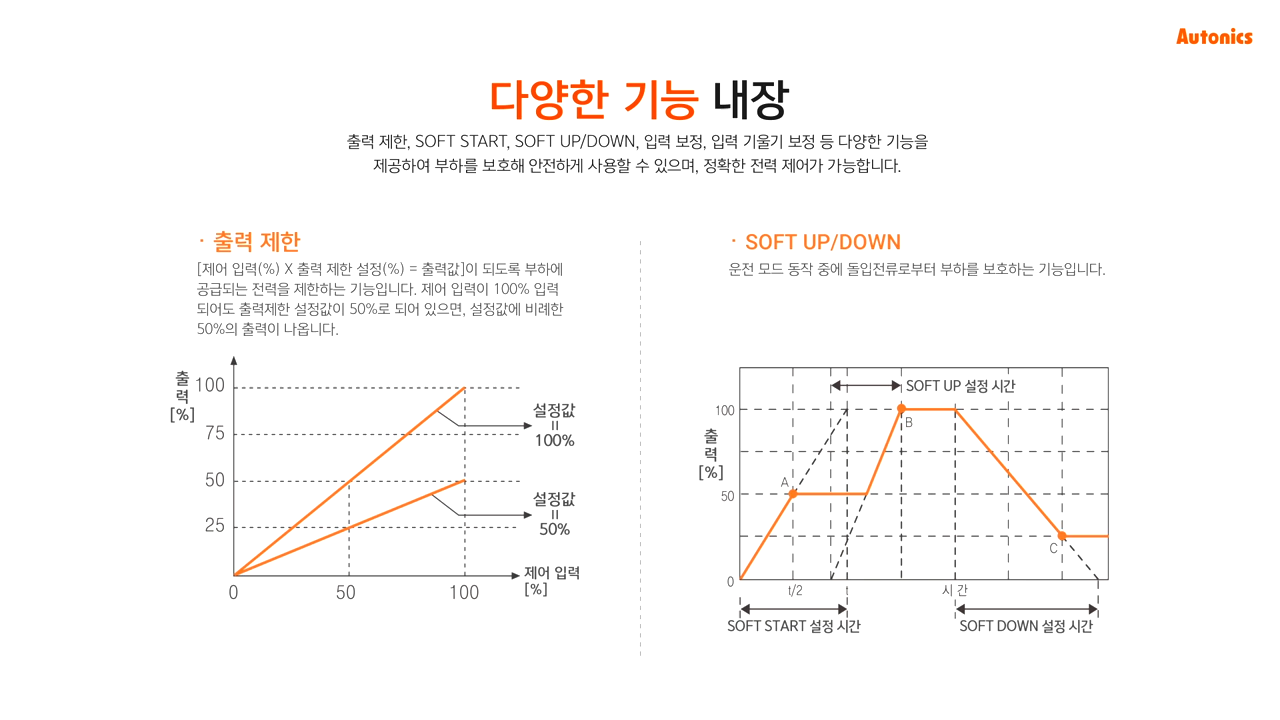 Autonics
다양한 기능 내장
출력 제한, SOFT START, SOFT UP/DOWN, 입력 보정, 입력 기울기 보정 등 다양한 기능을
제공하여 부하를 보호해 안전하게 사용할 수 있으며, 정확한 전력 제어가 가능합니다.
· 출력 제한
[제어 입력(%) X 출력 제한 설정(%) = 출력값]이 되도록 부하에
공급되는 전력을 제한하는 기능입니다. 제어 입력이 100% 입력
되어도 출력제한 설정값이 50%로 되어 있으면, 설정값에 비례한
50%의 출력이 나옵니다.
출
력
[%]
100
75
50
25
설정값
=
100%
설정값
=
50%
제어 입력
[%]
0
50
100
· SOFT UP/DOWN
운전 모드 동작 중에 돌입전류로부터 부하를 보호하는 기능입니다.
SOFT UP 설정 시간
100
B
출
력
[%]
A
50
C
0
t/2
t
시 간
SOFT START 설정 시간
SOFT DOWN 설정 시간